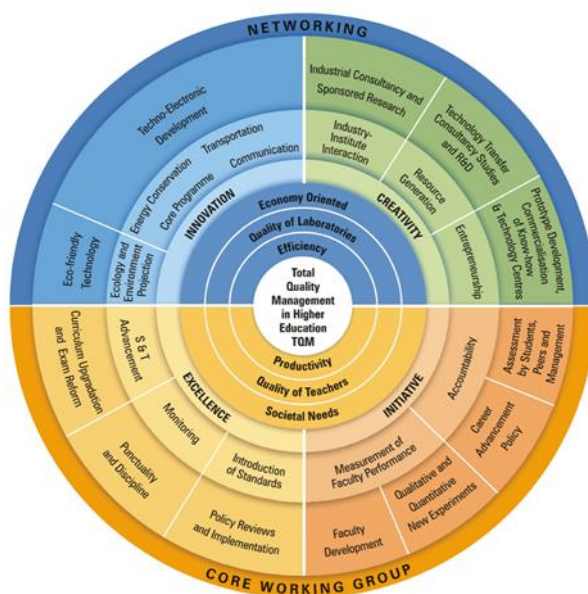 NETWORKING
Techno-Electronic
Development
Industrial Consultancy and
Sponsored Research
Technology Transfer
Consultancy Studies
and R&D
Prototype Development,
Commercialisation
of Know-how
& Technology Centres
Eco-friendly
Technology
Energy Conservation
Transportation
Core Programme
Communication
Ecology and
Environment
Projection
Industry-
Institute
Interaction
Resource
Generation
Entrepreneurship
INNOVATION
CREATIVITY
Economy Oriented
Quality of Laboratories
Efficiency
Total
Quality
Management
in Higher
Education
TQM
Productivity
Quality of Teachers
Societal Needs
EXCELLENCE
INITIATIVE
S & T
Advancement
Monitoring
Introduction
of Standards
Measurement of
Faculty Performance
Accountability
Curriculum Upgradation
and Exam Reform
Punctuality
and Discipline
Policy Reviews
and Implementation
Faculty
Development
Qualitative and
Quantitative
New Experiments
Career
Advancement
Policy
Assessment
by Students,
Peers and
Management
CORE WORKING GROUP